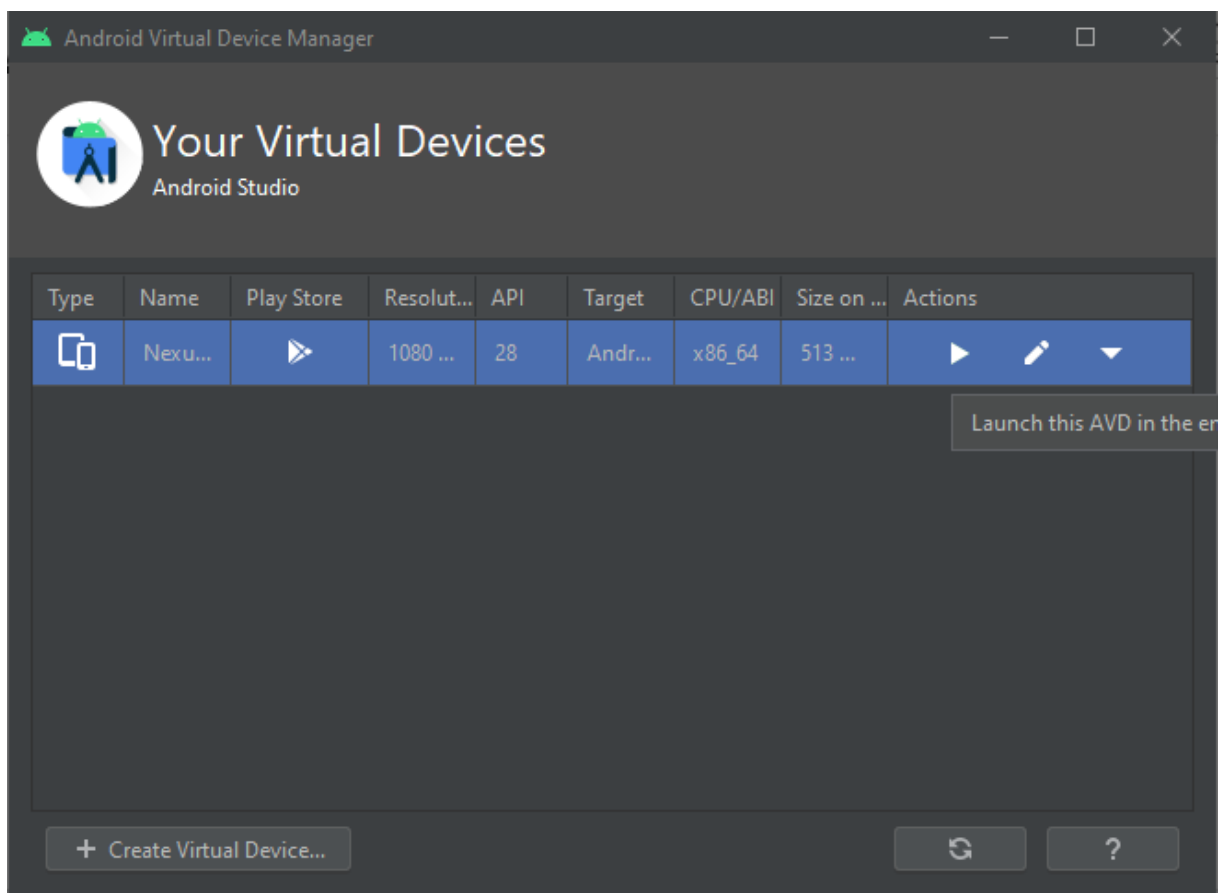 Android Virtual Device Manager
Your Virtual Devices
Android Studio
Type Name Play Store Resolut... API Target CPU/ABI Size on ... Actions
Nexu... 1080 ... 28 Andr... x86_64 513 ...
Launch this AVD in the er
+ Create Virtual Device...
?